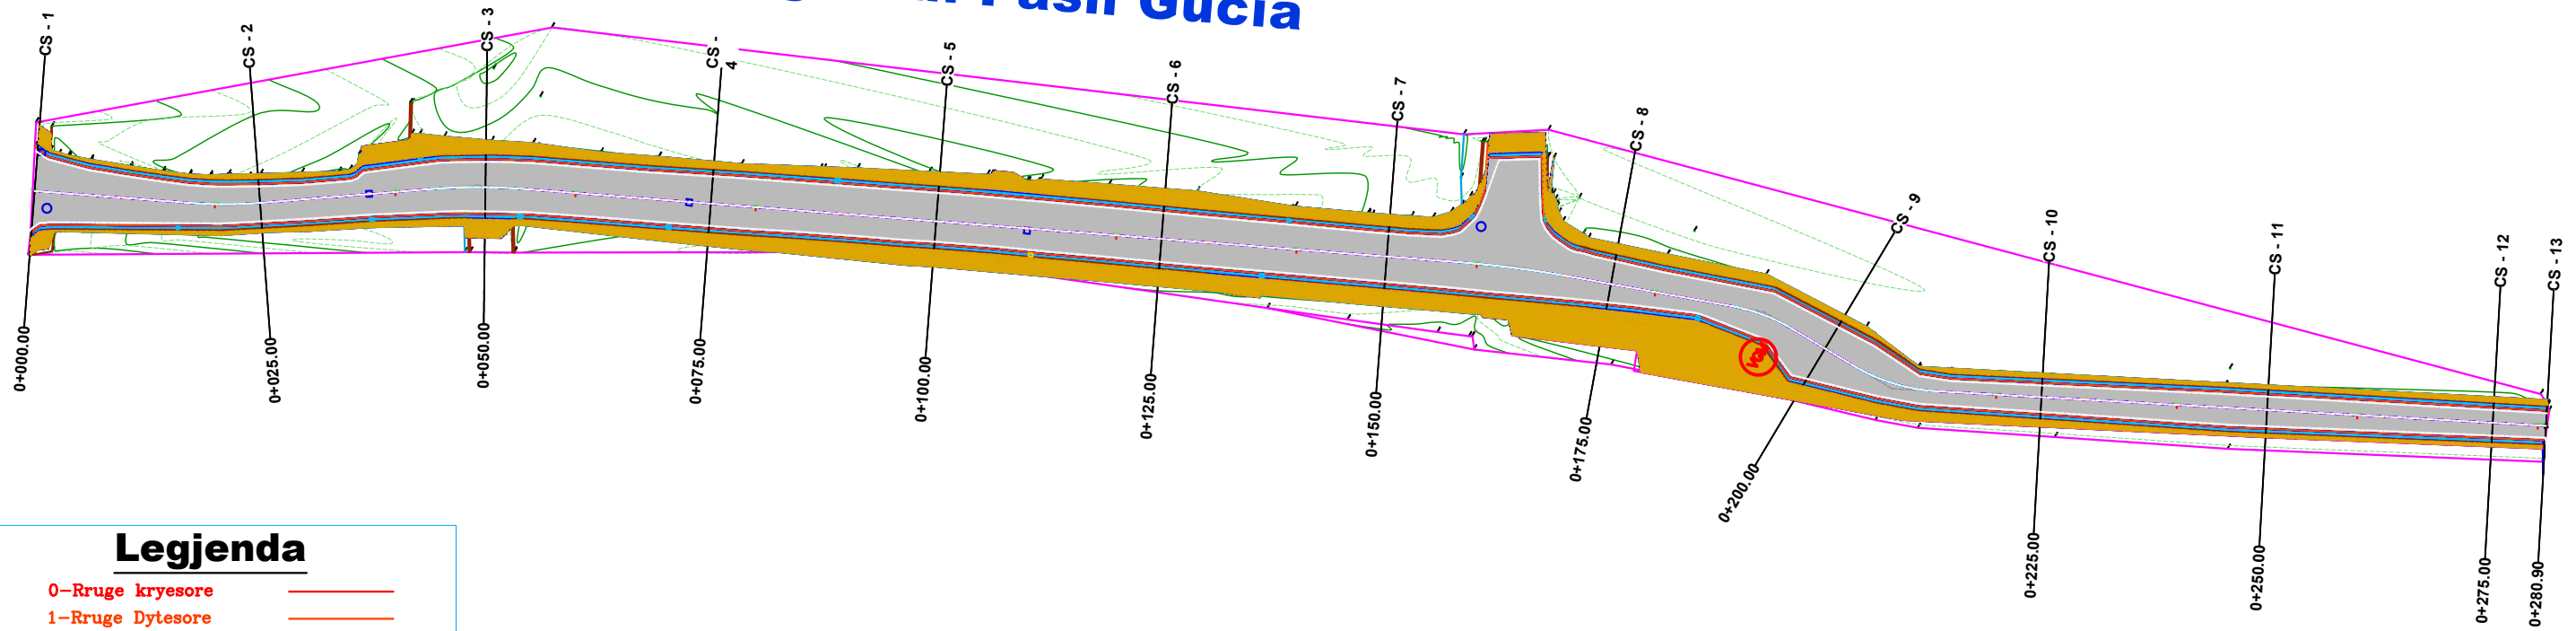 Gucia
CS - 1
CS - 2
CS - 3
CS - 4
CS - 5
CS - 6
CS - 7
CS - 8
CS - 9
CS - 10
CS - 11
CS - 12
CS - 13
0+000.00
0+025.00
0+050.00
0+075.00
0+100.00
0+125.00
0+150.00
0+175.00
0+200.00
0+225.00
0+250.00
0+275.00
0+280.90
Legjenda
0-Rruge kryesore
1-Rruge Dytesore